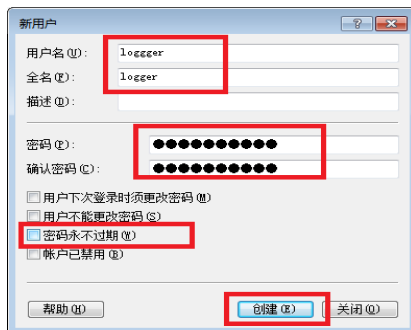 新用户
用户名(U): loggger
全名(F): logger
描述(D):
密码(P): ●●●●●●●●●●
确认密码(C): ●●●●●●●●●●
用户下次登录时须更改密码(M)
用户不能更改密码(S)
密码永不过期(W)
帐户已禁用(B)
帮助(H) 创建(E) 关闭(O)